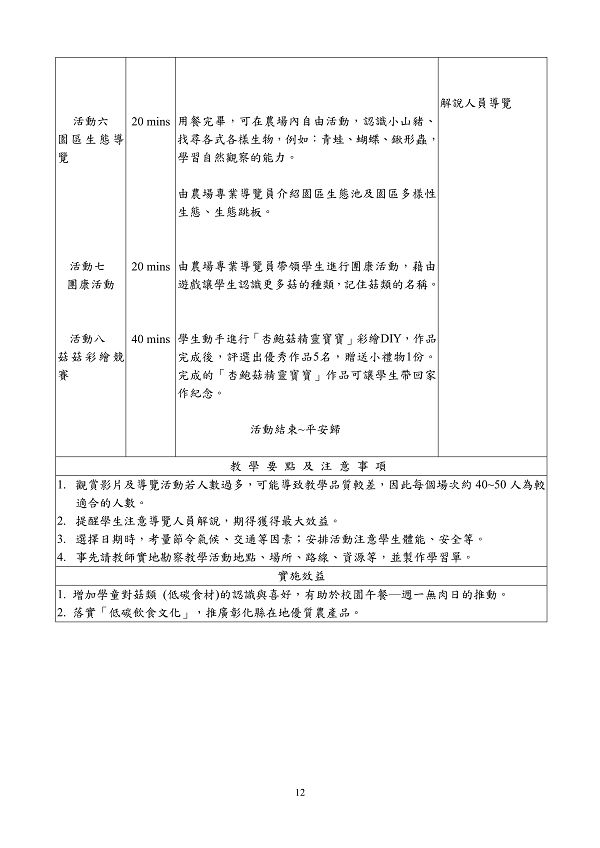 解說人員導覽
活動六 20 mins 用餐完畢，可在農場內自由活動，認識小山豬、
園區生態導 找尋各式各樣生物，例如：青蛙、蝴蝶、鍬形蟲，
覽 學習自然觀察的能力。
由農場專業導覽員介紹園區生態池及園區多樣性
生態、生態跳板。
活動七 20 mins 由農場專業導覽員帶領學生進行團康活動，藉由
團康活動 遊戲讓學生認識更多菇的種類，記住菇類的名稱。
活動八 40 mins 學生動手進行「杏鮑菇精靈寶寶」彩繪DIY，作品
菇菇彩繪競 完成後，評選出優秀作品5名，贈送小禮物1份。
賽 完成的「杏鮑菇精靈寶寶」作品可讓學生帶回家
作紀念。
活動結束~平安歸
教 學 要 點 及 注 意 事 項
1. 觀賞影片及導覽活動若人數過多，可能導致教學品質較差，因此每個場次約 40~50 人為較
適合的人數。
2. 提醒學生注意導覽人員解說，期得獲得最大效益。
3. 選擇日期時，考量節令氣候、交通等因素；安排活動注意學生體能、安全等。
4. 事先請教師實地勘察教學活動地點、場所、路線、資源等，並製作學習單。
實施效益
1. 增加學童對菇類 (低碳食材)的認識與喜好，有助於校園午餐—週一無肉日的推動。
2. 落實「低碳飲食文化」，推廣彰化縣在地優質農產品。
12